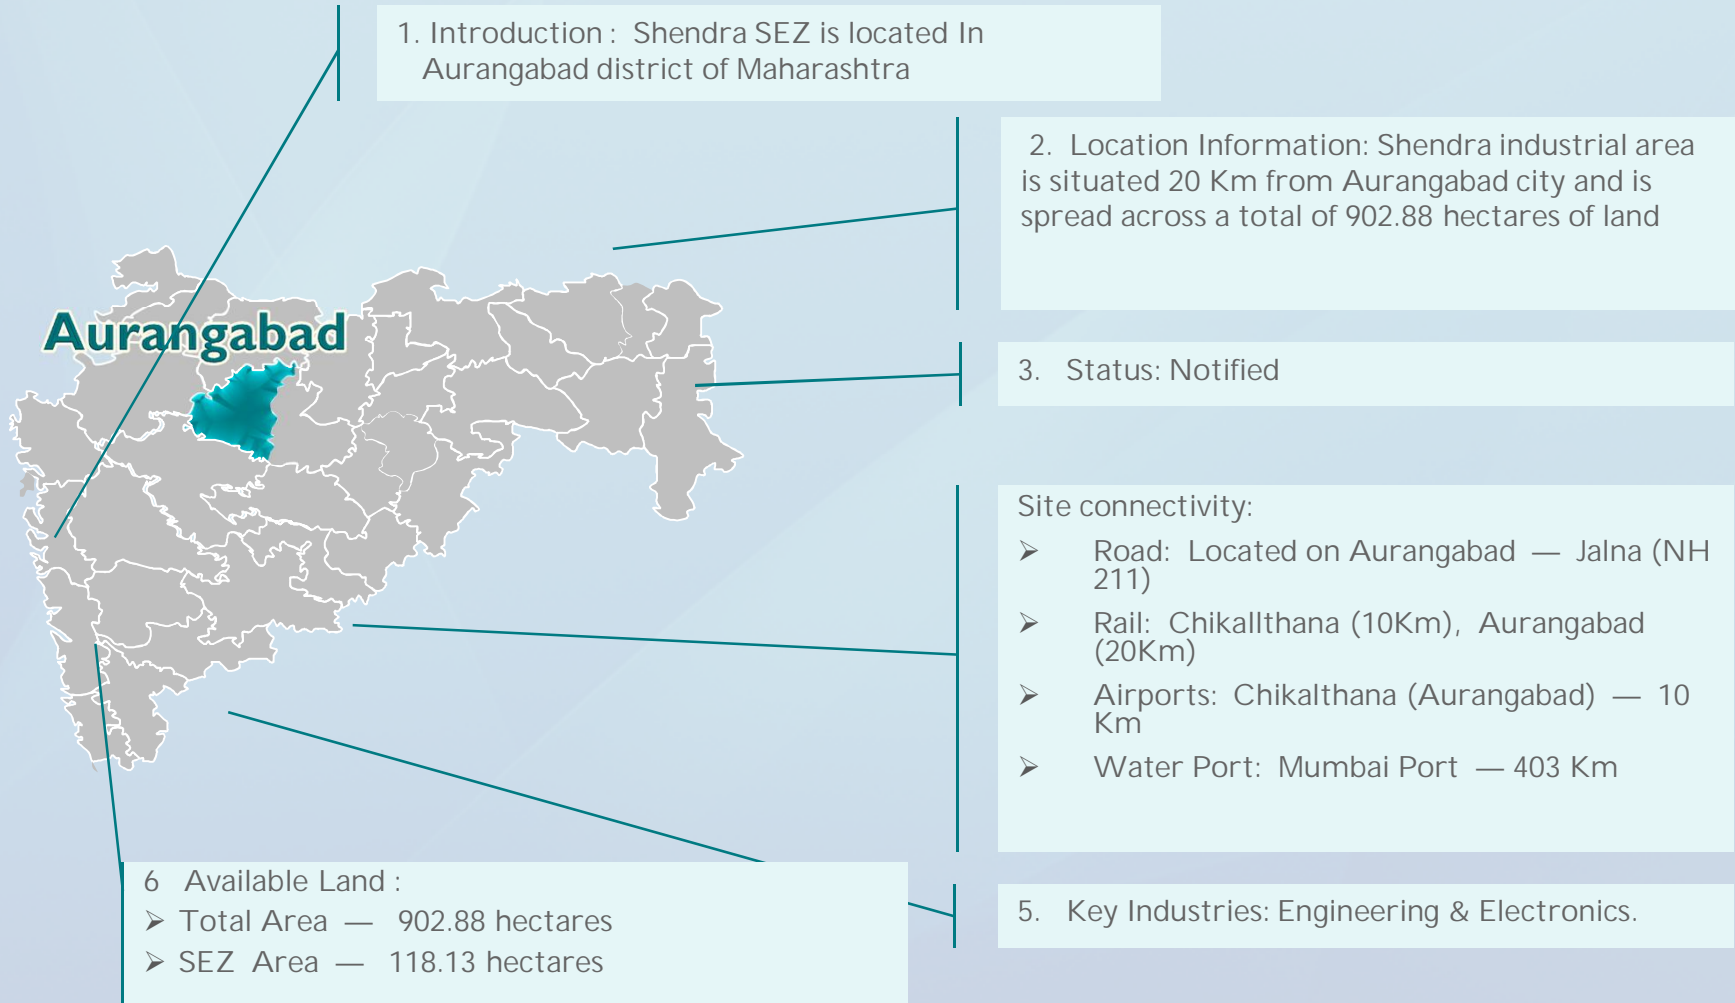 1. Introduction : Shendra SEZ is located In
Aurangabad district of Maharashtra
2. Location Information: Shendra industrial area
is situated 20 Km from Aurangabad city and is
spread across a total of 902.88 hectares of land
Aurangabad
3. Status: Notified
Site connectivity:
➢ Road: Located on Aurangabad — Jalna (NH
211)
➢ Rail: Chikallthana (10Km), Aurangabad
(20Km)
➢ Airports: Chikalthana (Aurangabad) — 10
Km
➢ Water Port: Mumbai Port — 403 Km
5. Key Industries: Engineering & Electronics.
6 Available Land :
➢ Total Area — 902.88 hectares
➢ SEZ Area — 118.13 hectares